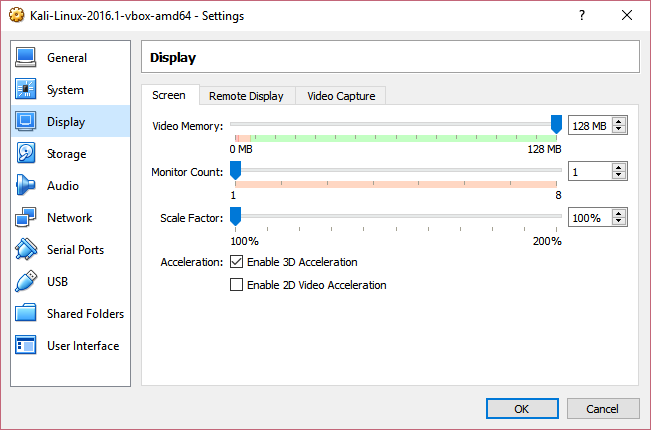 Kali-Linux-2016.1-vbox-amd64 - Settings
?
General
System
Display
Storage
Audio
Network
Serial Ports
USB
Shared Folders
User Interface
Display
Screen
Remote Display
Video Capture
Video Memory:
128 MB
0 MB
128 MB
Monitor Count:
1
1
8
Scale Factor:
100%
100%
200%
Acceleration:
Enable 3D Acceleration
Enable 2D Video Acceleration
OK
Cancel